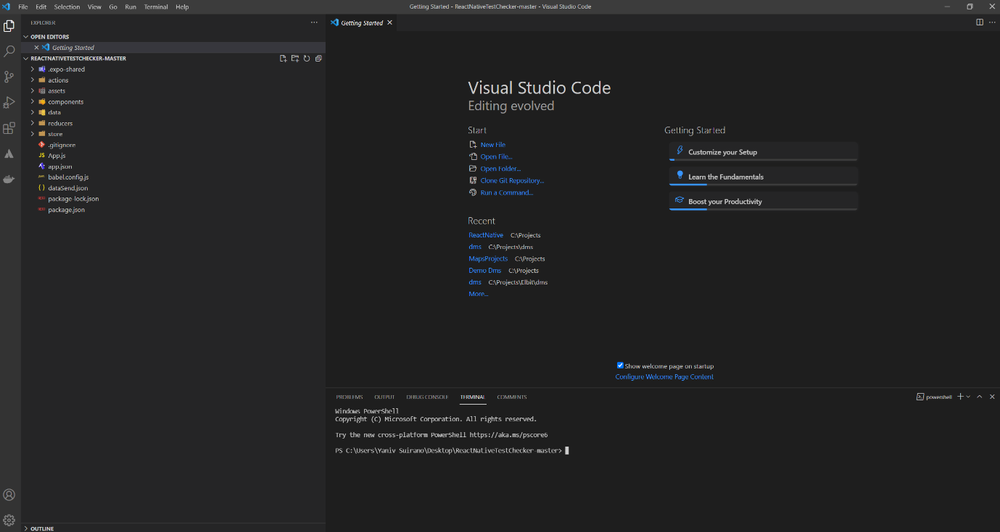 File Edit Selection View Go Run Terminal Help
Getting Started - ReactNativeTestChecker-master - Visual Studio Code
EXPLORER
OPEN EDITORS
Getting Started
REACTNATIVETESTCHECKER-MASTER
.expo-shared
actions
assets
components
data
reducers
store
.gitignore
JS App.js
app.json
babel.config.js
{ } dataSend.json
package-lock.json
package.json
OUTLINE
Getting Started
Visual Studio Code
Editing evolved
Start
New File
Open File...
Open Folder...
Clone Git Repository...
Run a Command...
Recent
ReactNative C:\Projects
dms C:\Projects\dms
MapsProjects C:\Projects
Demo Dms C:\Projects
dms C:\Projects\Elbit\dms
More...
Getting Started
Customize your Setup
Learn the Fundamentals
Boost your Productivity
Show welcome page on startup
Configure Welcome Page Content
PROBLEMS OUTPUT DEBUG CONSOLE TERMINAL COMMENTS
powershell
Windows PowerShell
Copyright (C) Microsoft Corporation. All rights reserved.
Try the new cross-platform PowerShell https://aka.ms/pscore6
PS C:\Users\Yaniv Suirano\Desktop\ReactNativeTestChecker-master>